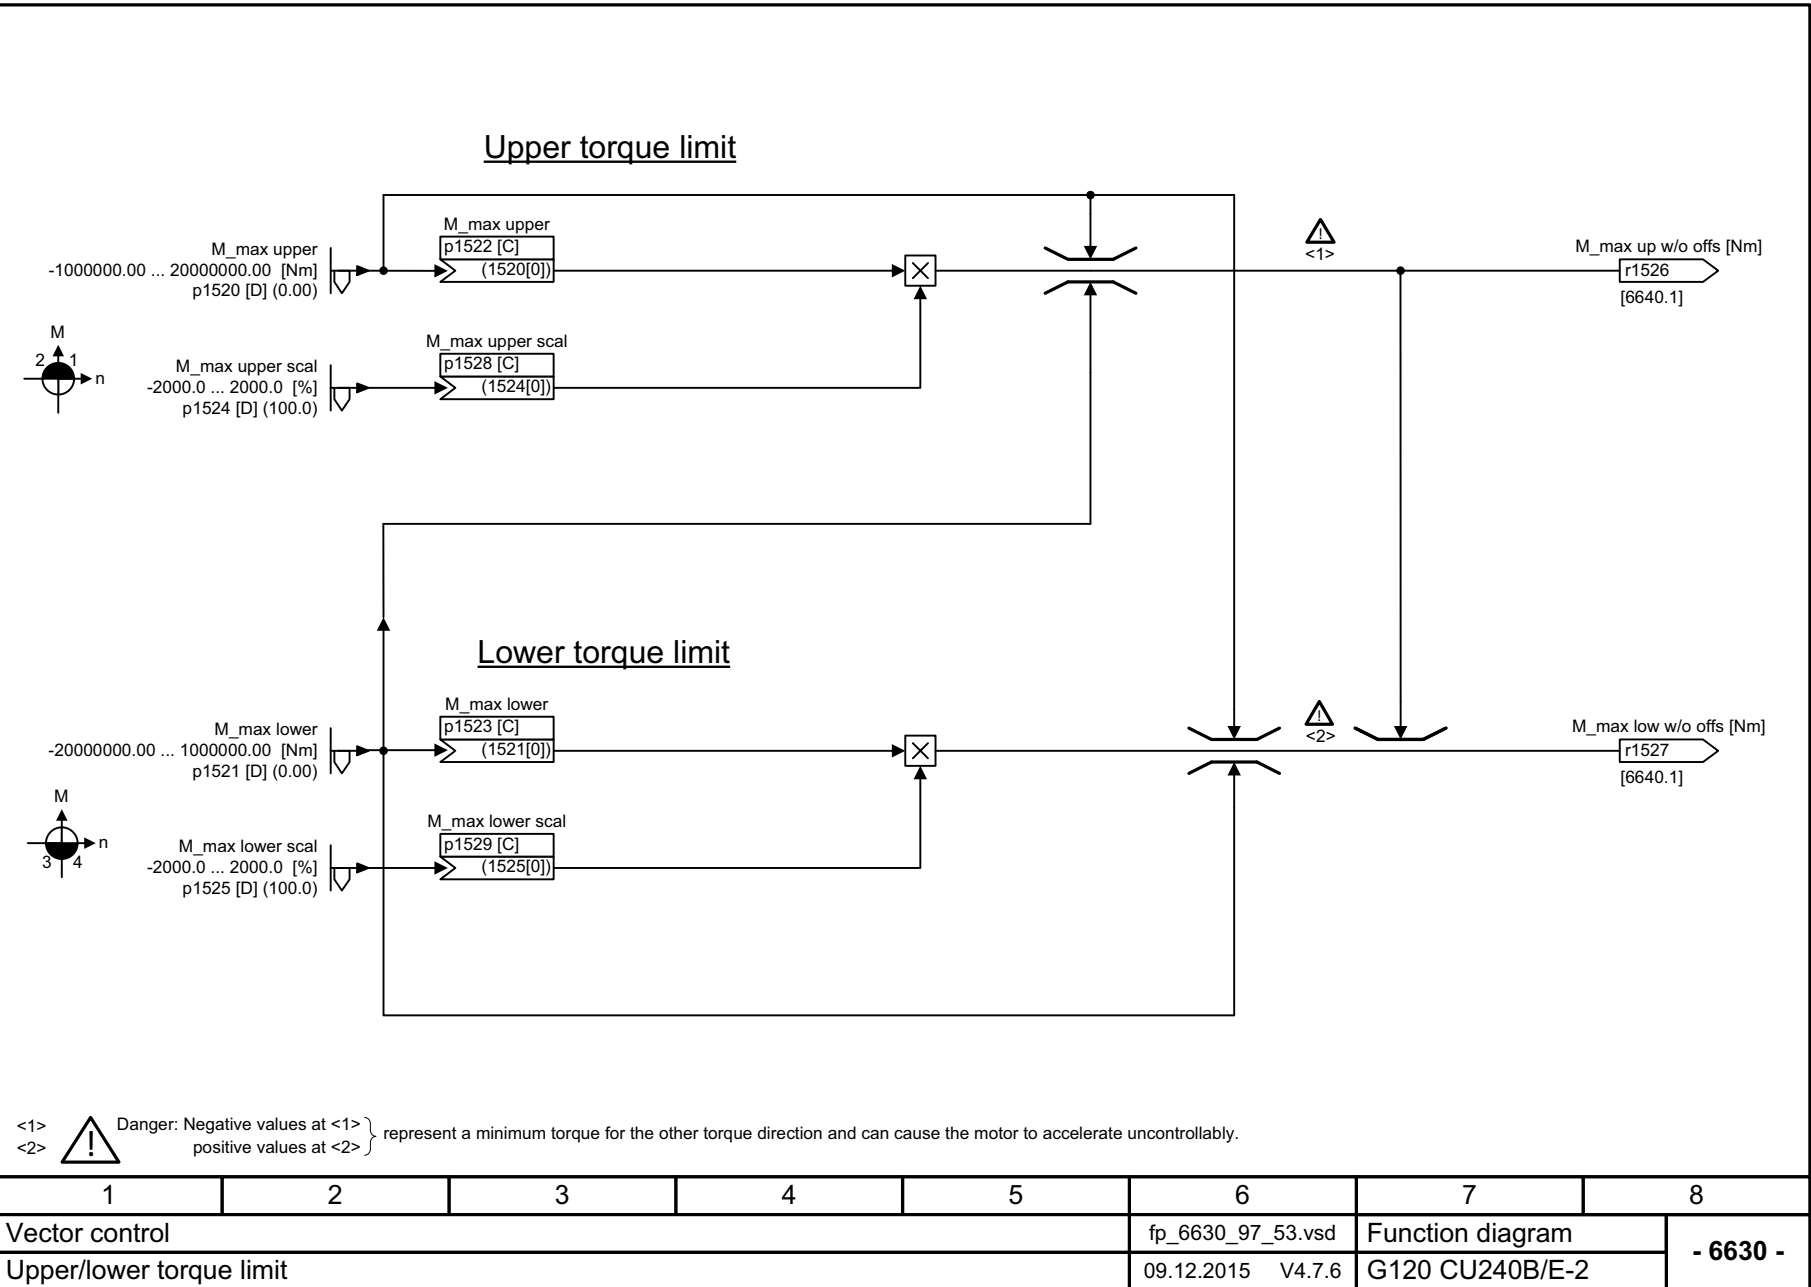 Upper torque limit
M_max upper
-1000000.00 ... 20000000.00 [Nm]
p1520 [D] (0.00)
M_max upper
p1522 [C]
(1520[0])
<1>
M_max up w/o offs [Nm]
r1526
[6640.1]
M
2 1
n
M_max upper scal
-2000.0 ... 2000.0 [%]
p1524 [D] (100.0)
M_max upper scal
p1528 [C]
(1524[0])
Lower torque limit
M_max lower
-20000000.00 ... 1000000.00 [Nm]
p1521 [D] (0.00)
M_max lower
p1523 [C]
(1521[0])
<2>
M_max low w/o offs [Nm]
r1527
[6640.1]
M
n
3 4
M_max lower scal
-2000.0 ... 2000.0 [%]
p1525 [D] (100.0)
M_max lower scal
p1529 [C]
(1525[0])
<1>
<2>
Danger: Negative values at <1>
positive values at <2>
represent a minimum torque for the other torque direction and can cause the motor to accelerate uncontrollably.
1 2 3 4 5 6 7 8
Vector control
fp_6630_97_53.vsd
Function diagram
- 6630 -
Upper/lower torque limit
09.12.2015 V4.7.6
G120 CU240B/E-2